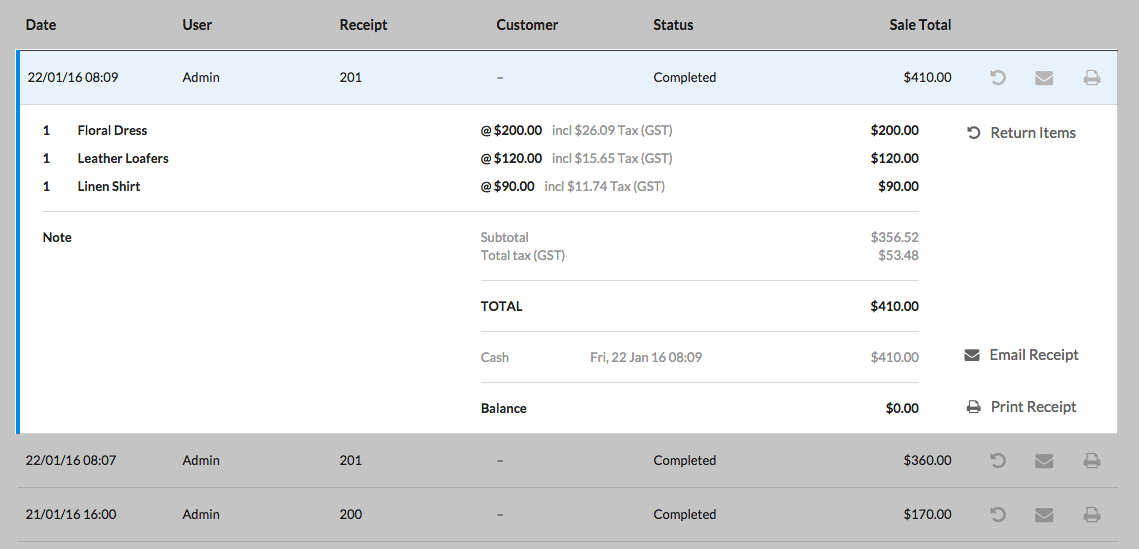 Date User Receipt Customer Status Sale Total
22/01/16 08:09 Admin 201 – Completed $410.00
1 Floral Dress @ $200.00 incl $26.09 Tax (GST) $200.00 Return Items
1 Leather Loafers @ $120.00 incl $15.65 Tax (GST) $120.00
1 Linen Shirt @ $90.00 incl $11.74 Tax (GST) $90.00
Note Subtotal $356.52
Total tax (GST) $53.48
TOTAL $410.00
Cash Fri, 22 Jan 16 08:09 $410.00 Email Receipt
Balance $0.00 Print Receipt
22/01/16 08:07 Admin 201 – Completed $360.00
21/01/16 16:00 Admin 200 – Completed $170.00